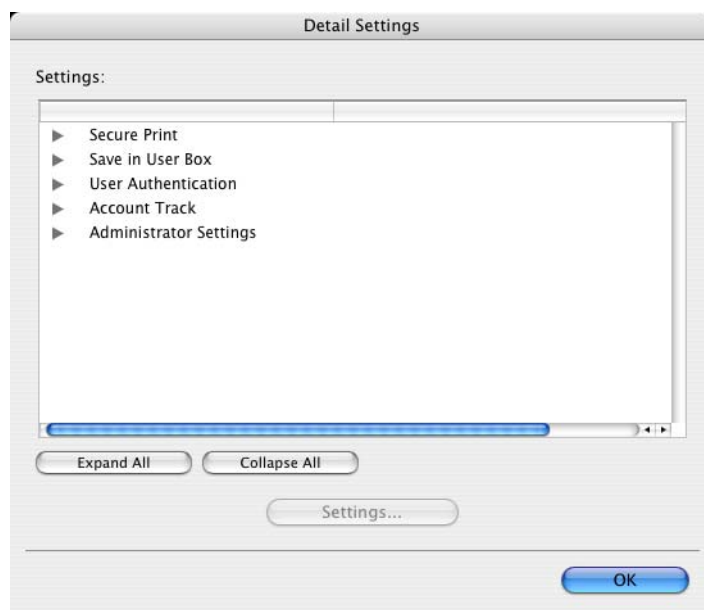 Detail Settings
Settings:
Secure Print
Save in User Box
User Authentication
Account Track
Administrator Settings
Expand All Collapse All
Settings...
OK